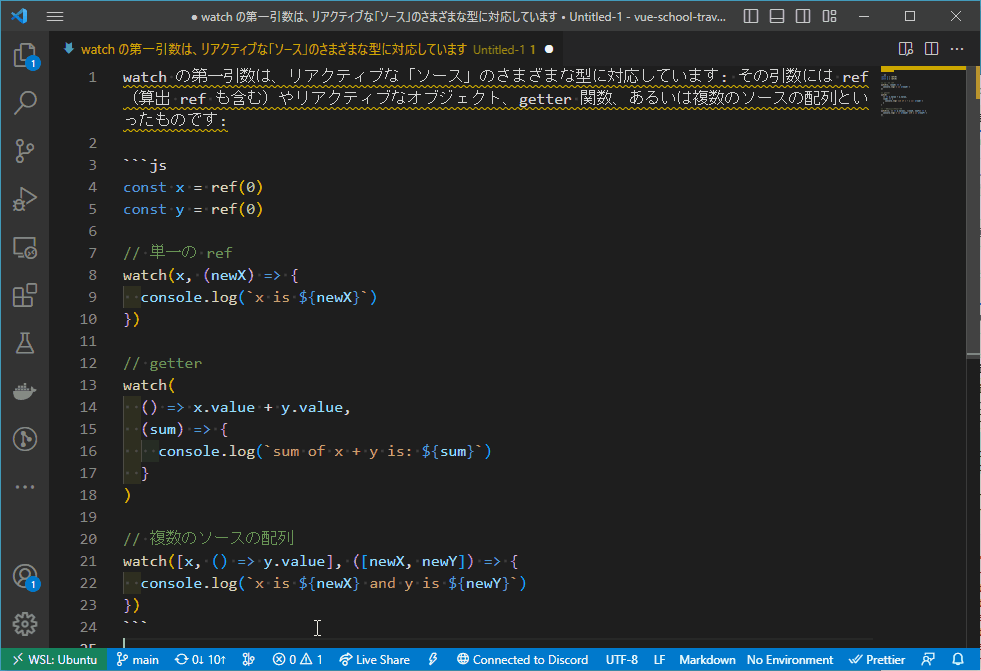 ● watch の第一引数は、リアクティブな「ソース」のさまざまな型に対応しています • Untitled-1 - vue-school-trav...
watch の第一引数は、リアクティブな「ソース」のさまざまな型に対応しています Untitled-1 1 ●
1 watch の第一引数は、リアクティブな「ソース」のさまざまな型に対応しています: その引数には ref
（算出 ref も含む）やリアクティブなオブジェクト、getter 関数、あるいは複数のソースの配列とい
ったものです:
2
3 ```js
4 const x = ref(0)
5 const y = ref(0)
6
7 // 単一の ref
8 watch(x, (newX) => {
9 console.log(`x is ${newX}`)
10 })
11
12 // getter
13 watch(
14 () => x.value + y.value,
15 (sum) => {
16 console.log(`sum of x + y is: ${sum}`)
17 }
18 )
19
20 // 複数のソースの配列
21 watch([x, () => y.value], ([newX, newY]) => {
22 console.log(`x is ${newX} and y is ${newY}`)
23 })
24 ```
25
1
1
WSL: Ubuntu main 0↓ 10↑ 0 1 Live Share Connected to Discord UTF-8 LF Markdown No Environment Prettier